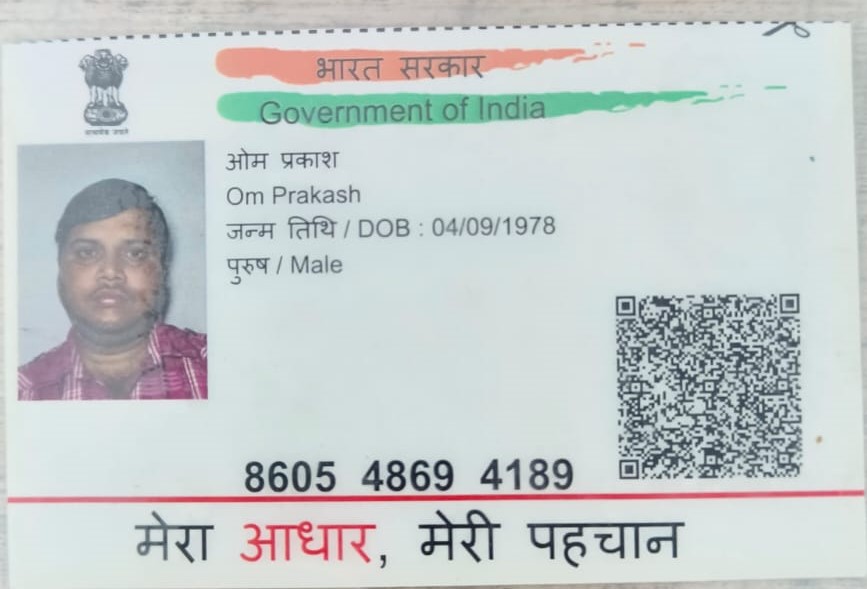 भारत सरकार
Government of India
सत्यमेव जयते
ओम प्रकाश
Om Prakash
जन्म तिथि / DOB : 04/09/1978
पुरुष / Male
8605 4869 4189
मेरा आधार, मेरी पहचान